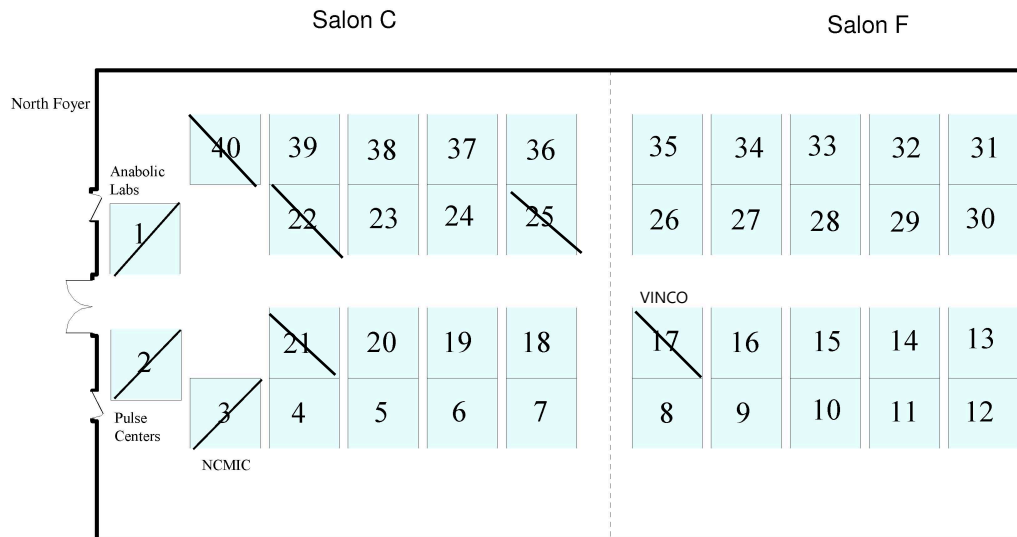 Salon C
Salon F
North Foyer
40 39 38 37 36 35 34 33 32 31
Anabolic
Labs
1
22 23 24 25 26 27 28 29 30
VINCO
2
21 20 19 18 17 16 15 14 13
3 4 5 6 7 8 9 10 11 12
Pulse
Centers
NCMIC